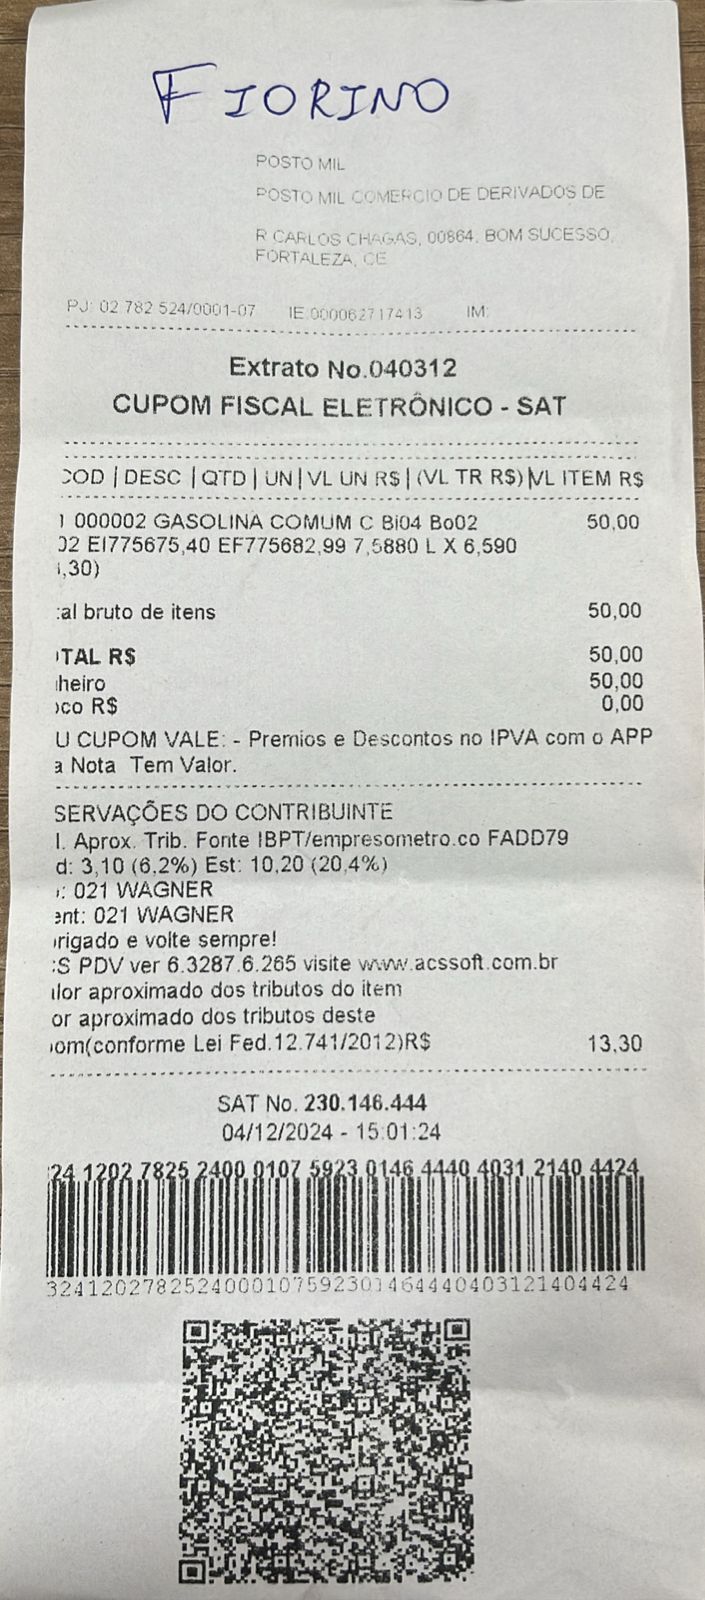 FIORINO
POSTO MIL
POSTO MIL COMERCIO DE DERIVADOS DE
R CARLOS CHAGAS, 00864, BOM SUCESSO,
FORTALEZA, CE
PJ: 02 782 524/0001-07 IE 000062717413 IM:
Extrato No.040312
CUPOM FISCAL ELETRÔNICO - SAT
COD | DESC | QTD | UN | VL UN R$ | (VL TR R$) | VL ITEM R$
1 000002 GASOLINA COMUM C Bi04 Bo02 50,00
02 EI775675,40 EF775682,99 7,5880 L X 6,590
,30)
al bruto de itens 50,00
TAL R$ 50,00
heiro 50,00
oco R$ 0,00
U CUPOM VALE: - Premios e Descontos no IPVA com o APP
a Nota Tem Valor.
SERVAÇÕES DO CONTRIBUINTE
l. Aprox. Trib. Fonte IBPT/empresometro.co FADD79
d: 3,10 (6,2%) Est: 10,20 (20,4%)
: 021 WAGNER
ent: 021 WAGNER
rigado e volte sempre!
S PDV ver 6.3287.6.265 visite www.acssoft.com.br
lor aproximado dos tributos do item
or aproximado dos tributos deste
om(conforme Lei Fed.12.741/2012)R$ 13,30
SAT No. 230.146.444
04/12/2024 - 15:01:24
24 1202 7825 2400 0107 5923 0146 4440 4031 2140 4424
3241202782524000107592301464440403121404424